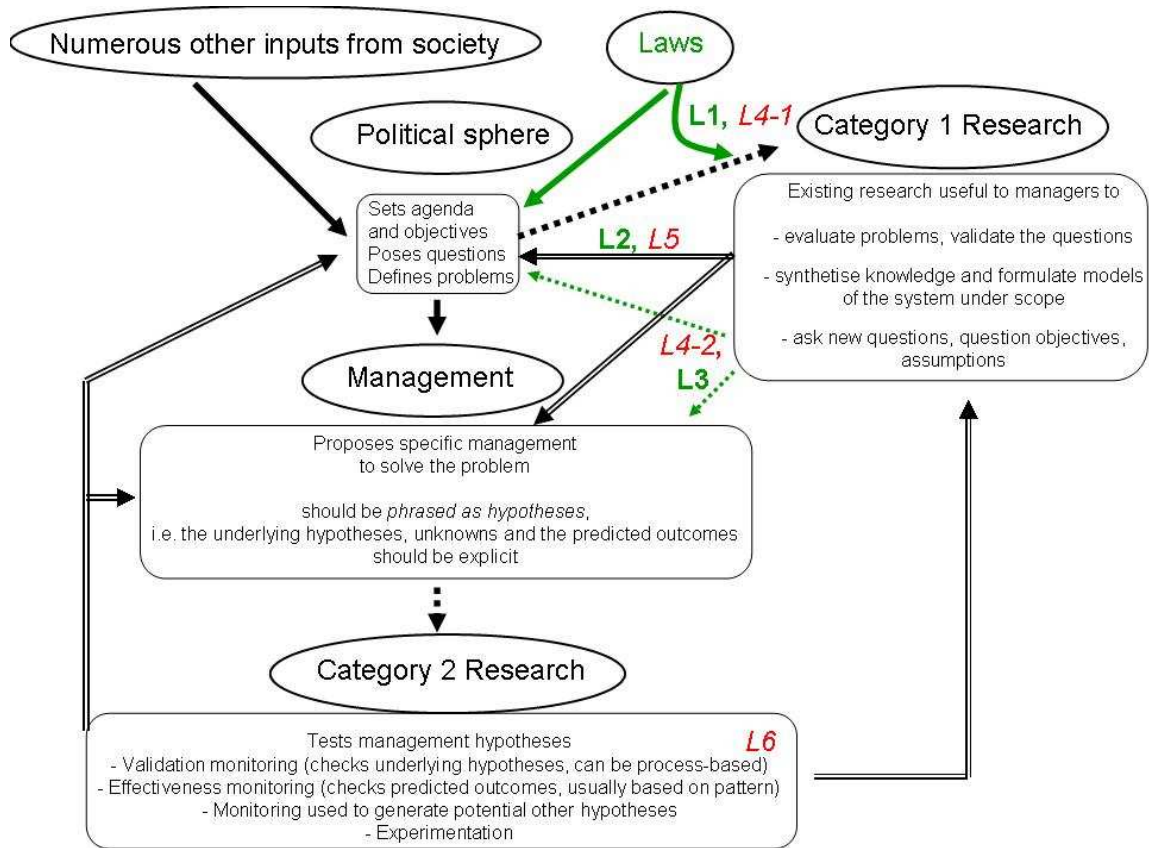 Numerous other inputs from society
Laws
L1, L4-1
Political sphere
Category 1 Research
Sets agenda
and objectives
Poses questions
Defines problems
L2, L5
Existing research useful to managers to
- evaluate problems, validate the questions
- synthetise knowledge and formulate models
of the system under scope
- ask new questions, question objectives,
assumptions
L4-2,
L3
Management
Proposes specific management
to solve the problem
should be phrased as hypotheses,
i.e. the underlying hypotheses, unknowns and the predicted outcomes
should be explicit
Category 2 Research
Tests management hypotheses
L6
- Validation monitoring (checks underlying hypotheses, can be process-based)
- Effectiveness monitoring (checks predicted outcomes, usually based on pattern)
- Monitoring used to generate potential other hypotheses
- Experimentation